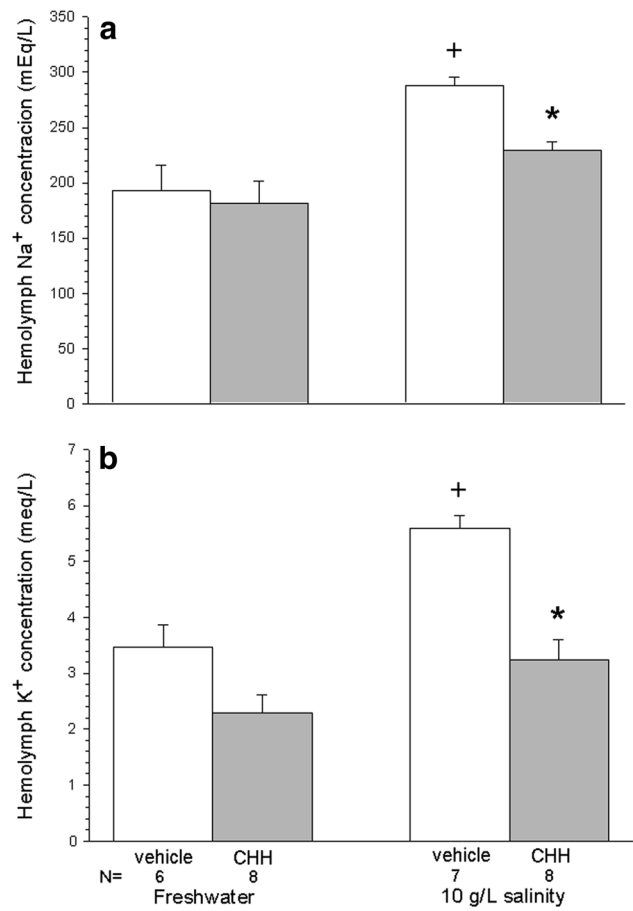 a
Hemolymph Na+ concentracion (mEq/L)
350
300
250
200
150
100
50
0
+
*
b
Hemolymph K+ concentration (meq/L)
7
6
5
4
3
2
1
0
+
*
vehicle CHH vehicle CHH
N= 6 8 7 8
Freshwater 10 g/L salinity